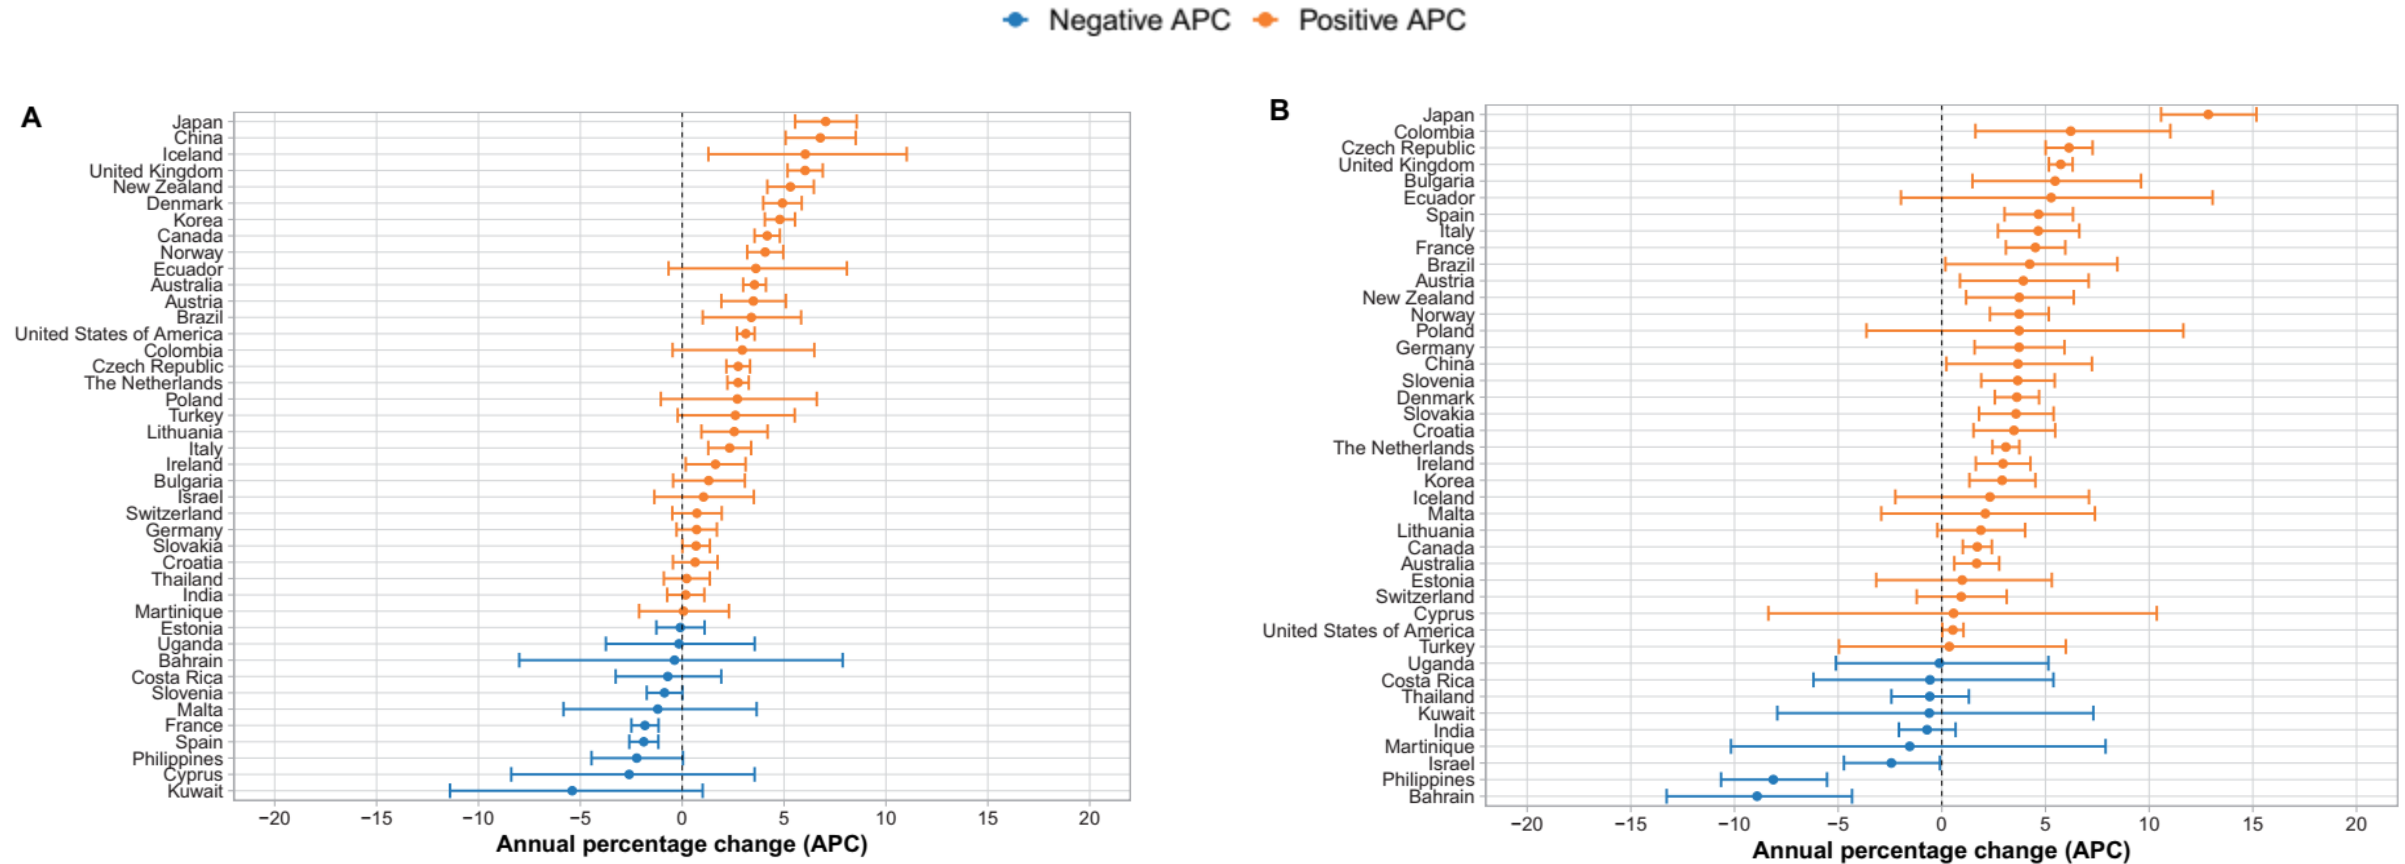 Negative APC Positive APC
A
Japan
China
Iceland
United Kingdom
New Zealand
Denmark
Korea
Canada
Norway
Ecuador
Australia
Austria
Brazil
United States of America
Colombia
Czech Republic
The Netherlands
Poland
Turkey
Lithuania
Italy
Ireland
Bulgaria
Israel
Switzerland
Germany
Slovakia
Croatia
Thailand
India
Martinique
Estonia
Uganda
Bahrain
Costa Rica
Slovenia
Malta
France
Spain
Philippines
Cyprus
Kuwait
−20 −15 −10 −5 0 5 10 15 20
Annual percentage change (APC)
B
Japan
Colombia
Czech Republic
United Kingdom
Bulgaria
Ecuador
Spain
Italy
France
Brazil
Austria
New Zealand
Norway
Poland
Germany
China
Slovenia
Denmark
Slovakia
Croatia
The Netherlands
Ireland
Korea
Iceland
Malta
Lithuania
Canada
Australia
Estonia
Switzerland
Cyprus
United States of America
Turkey
Uganda
Costa Rica
Thailand
Kuwait
India
Martinique
Israel
Philippines
Bahrain
−20 −15 −10 −5 0 5 10 15 20
Annual percentage change (APC)